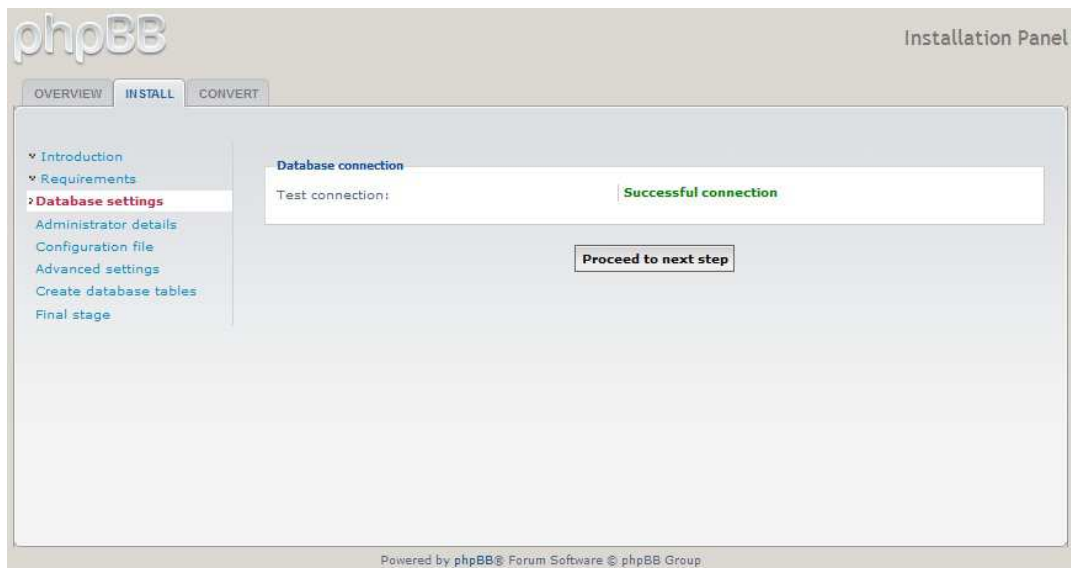 phpBB
Installation Panel
OVERVIEW INSTALL CONVERT
Introduction
Requirements
Database settings
Administrator details
Configuration file
Advanced settings
Create database tables
Final stage
Database connection
Test connection: Successful connection
Proceed to next step
Powered by phpBB® Forum Software © phpBB Group